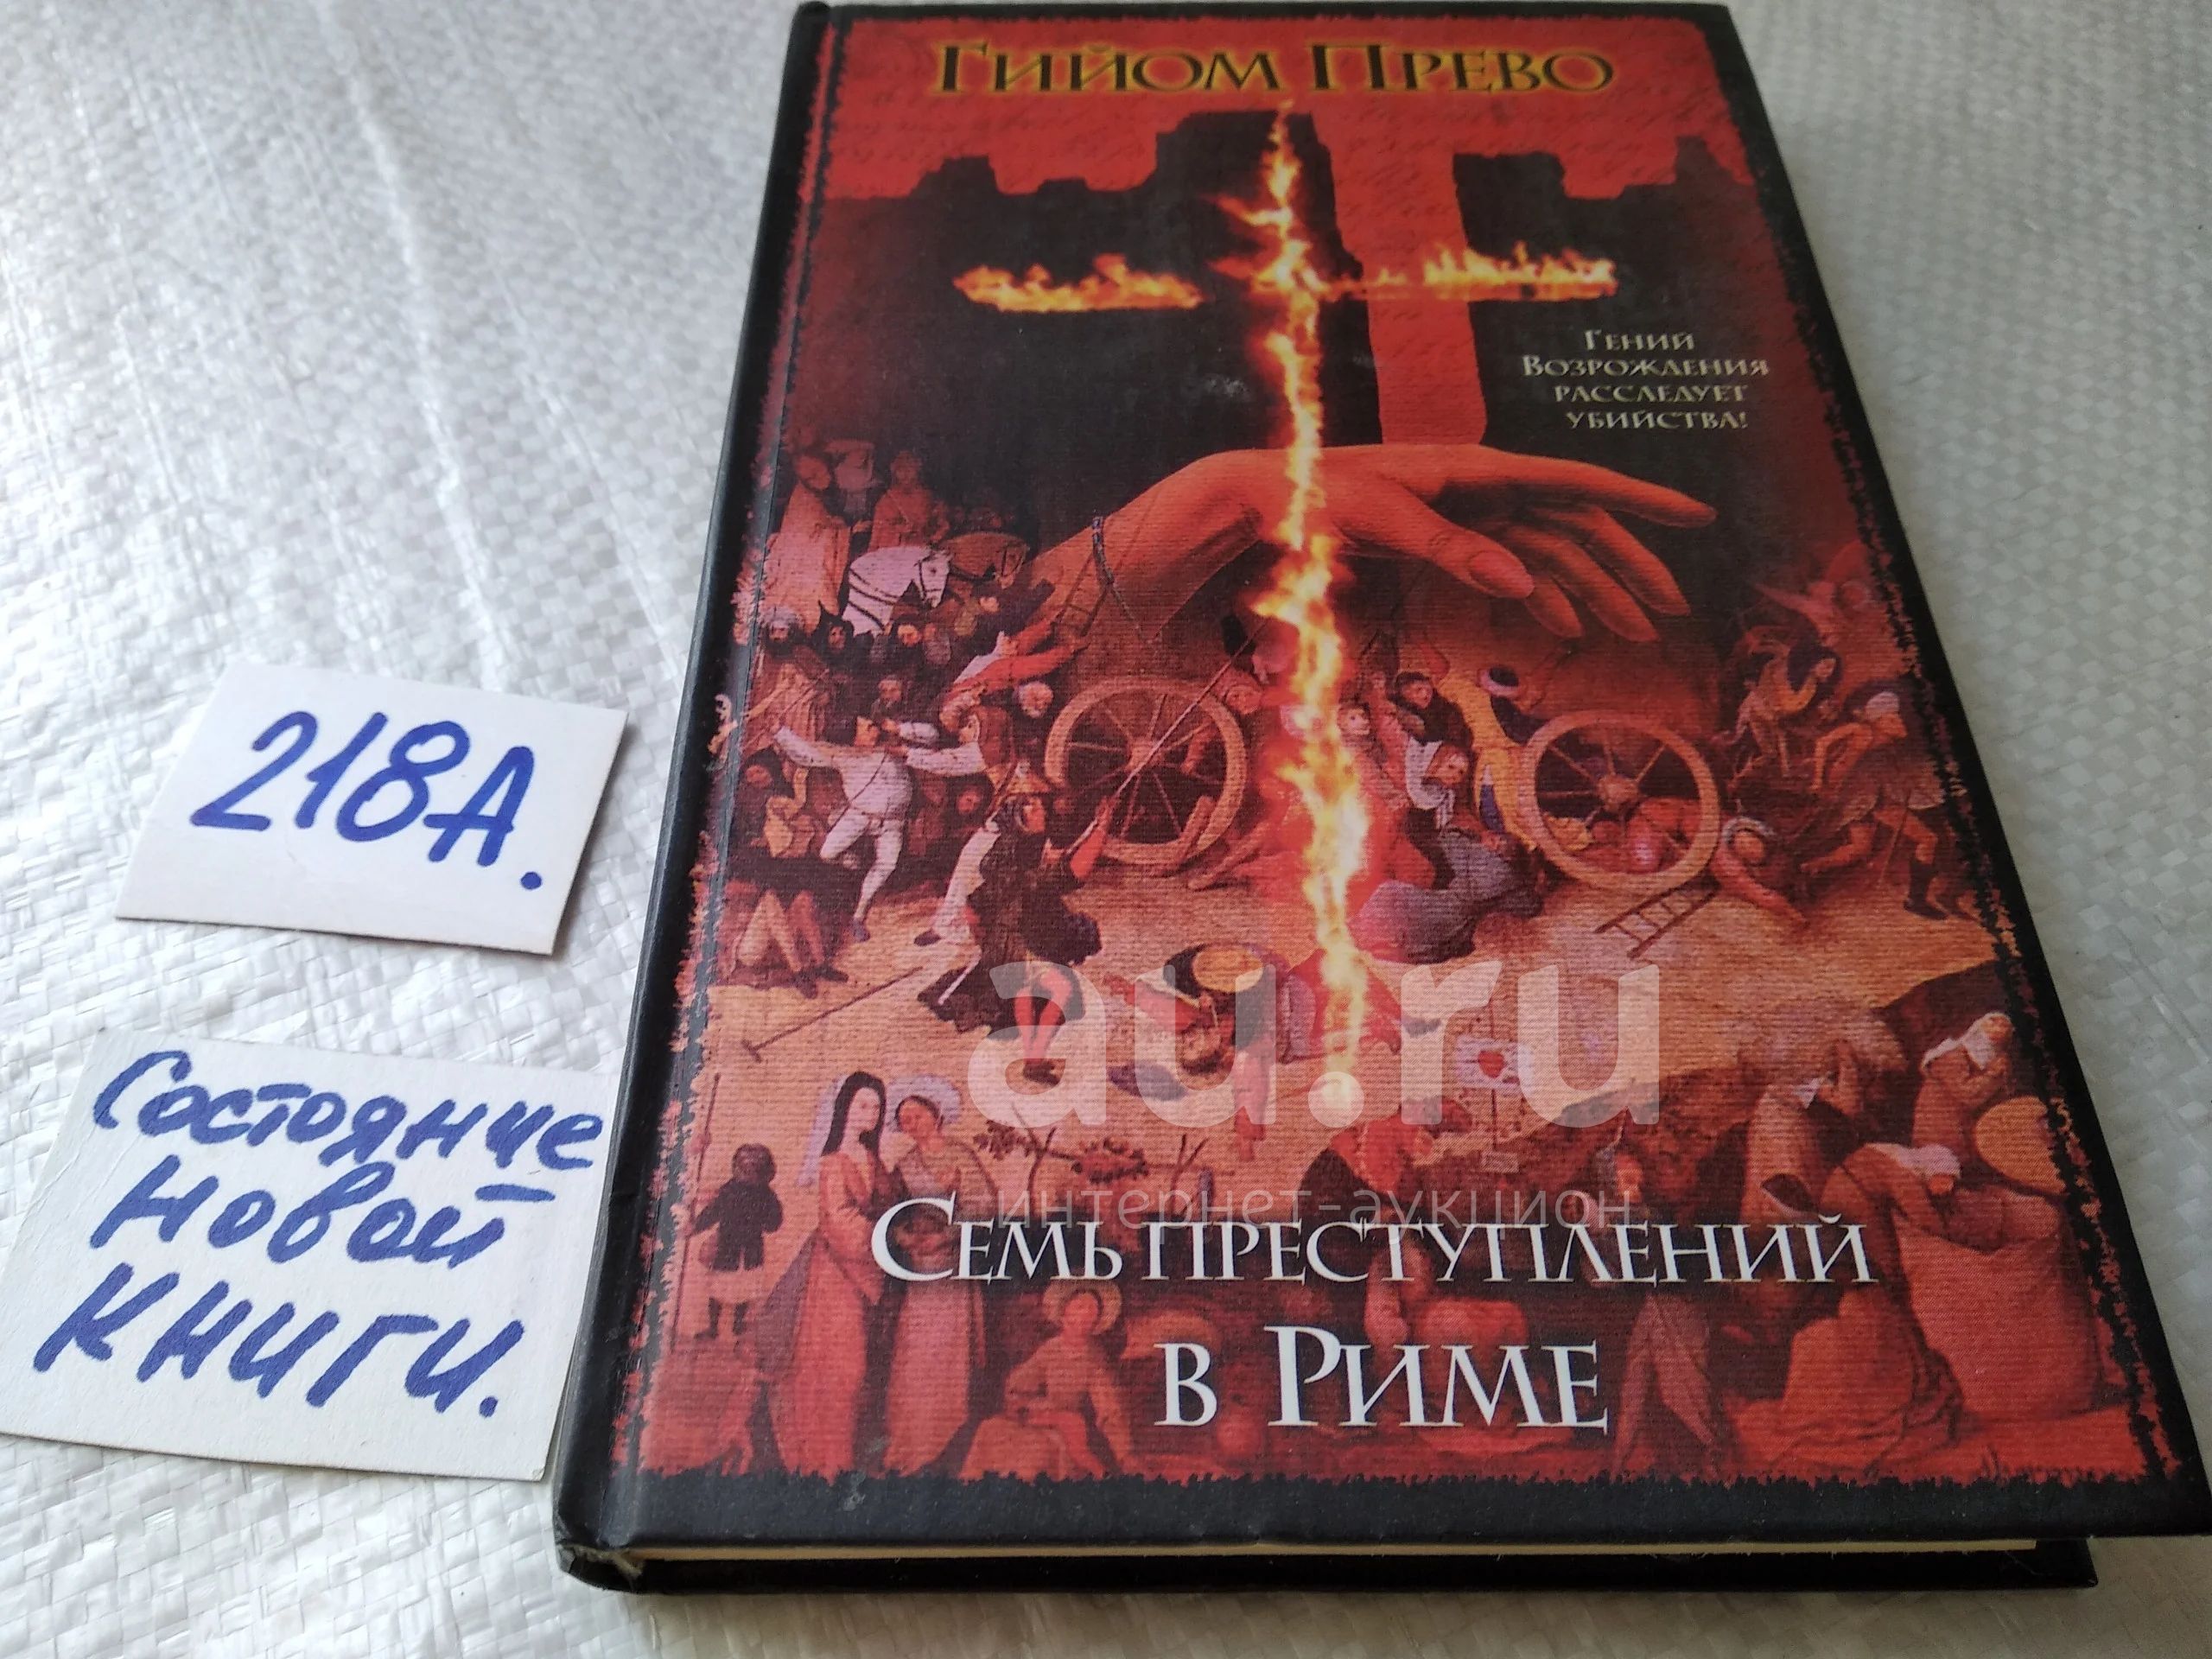 Гийом Прево
Гений
Возрождения
расследует
убийства!
218А.
Состояние
новой
книги.
au.ru
интернет-аукцион
Семь преступлений
в Риме